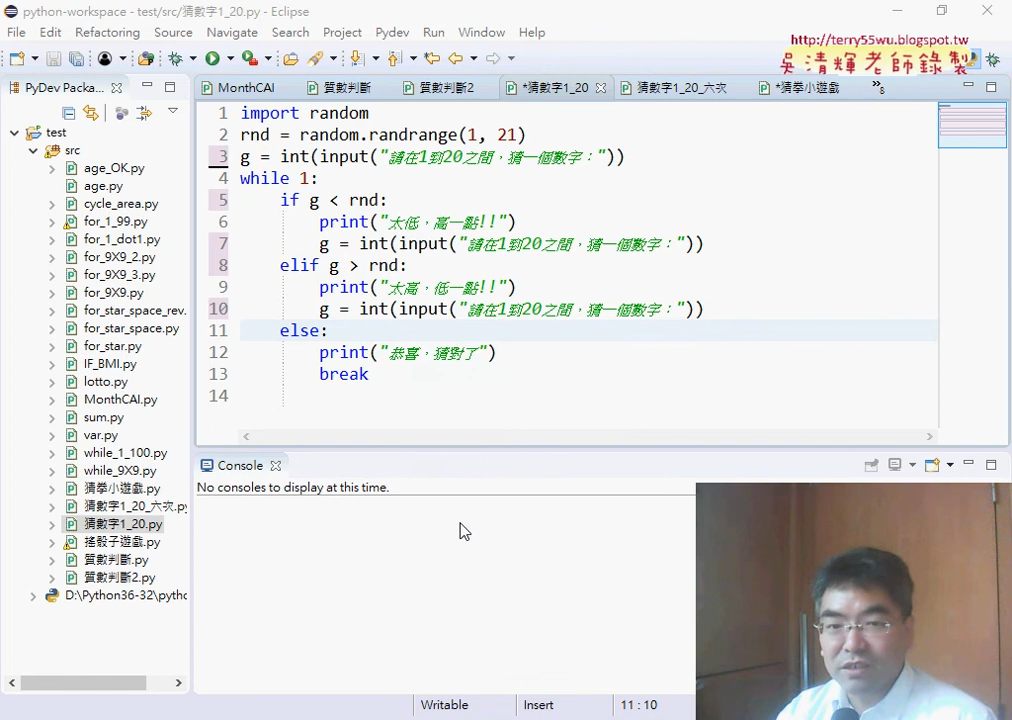 python-workspace - test/src/猜數字1_20.py - Eclipse
File Edit Refactoring Source Navigate Search Project Pydev Run Window Help
http://terry55wu.blogspot.tw
吳清輝老師錄製
PyDev Packa...
MonthCAI
質數判斷
質數判斷2
*猜數字1_20
猜數字1_20_六次
*猜拳小遊戲
»8
test
src
age_OK.py
age.py
cycle_area.py
for_1_99.py
for_1_dot1.py
for_9X9_2.py
for_9X9_3.py
for_9X9.py
for_star_space_rev.
for_star_space.py
for_star.py
IF_BMI.py
lotto.py
MonthCAI.py
sum.py
var.py
while_1_100.py
while_9X9.py
猜拳小遊戲.py
猜數字1_20_六次.py
猜數字1_20.py
搖骰子遊戲.py
質數判斷.py
質數判斷2.py
D:\Python36-32\pythc
1 import random
2 rnd = random.randrange(1, 21)
3 g = int(input("請在1到20之間，猜一個數字："))
4 while 1:
5 if g < rnd:
6 print("太低，高一點!!")
7 g = int(input("請在1到20之間，猜一個數字："))
8 elif g > rnd:
9 print("太高，低一點!!")
10 g = int(input("請在1到20之間，猜一個數字："))
11 else:
12 print("恭喜，猜對了")
13 break
14
Console
No consoles to display at this time.
Writable Insert 11 : 10